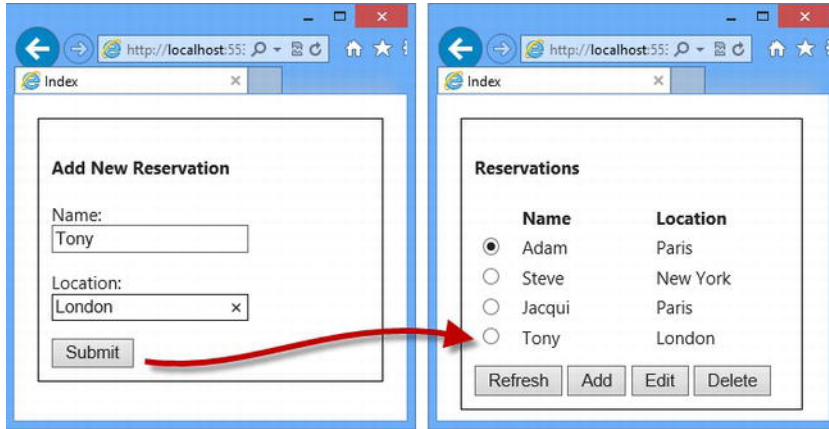 http://localhost:55
Index
Add New Reservation
Name:
Tony
Location:
London
Submit
http://localhost:55
Index
Reservations
Name Location
Adam Paris
Steve New York
Jacqui Paris
Tony London
Refresh Add Edit Delete